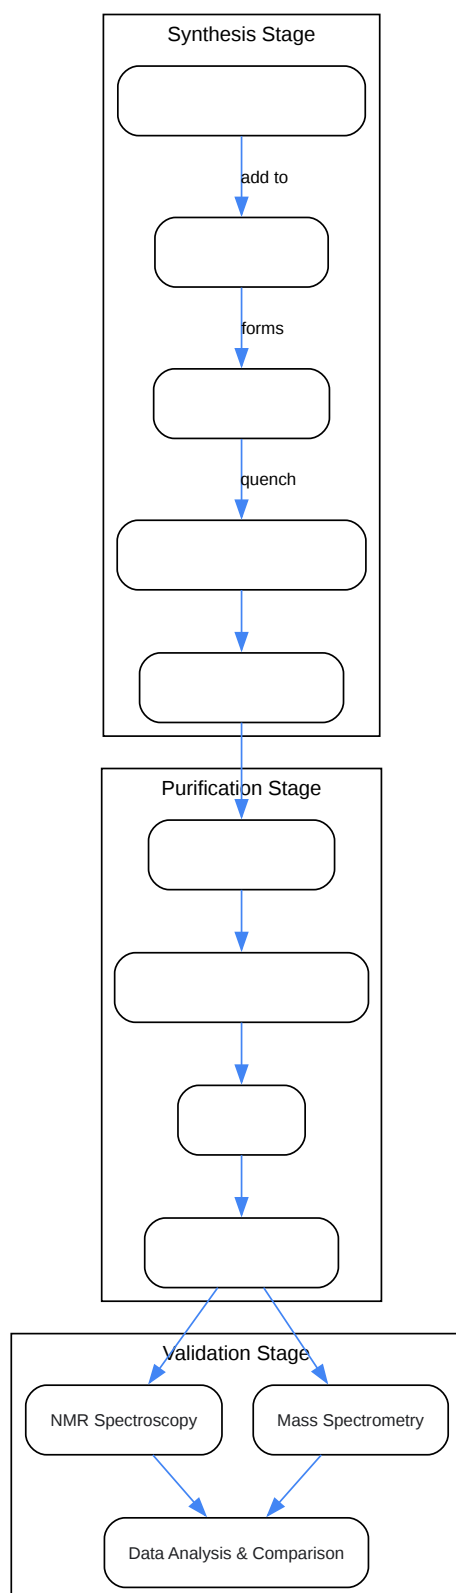 Synthesis Stage
add to
forms
quench
Purification Stage
Validation Stage
NMR Spectroscopy
Mass Spectrometry
Data Analysis & Comparison